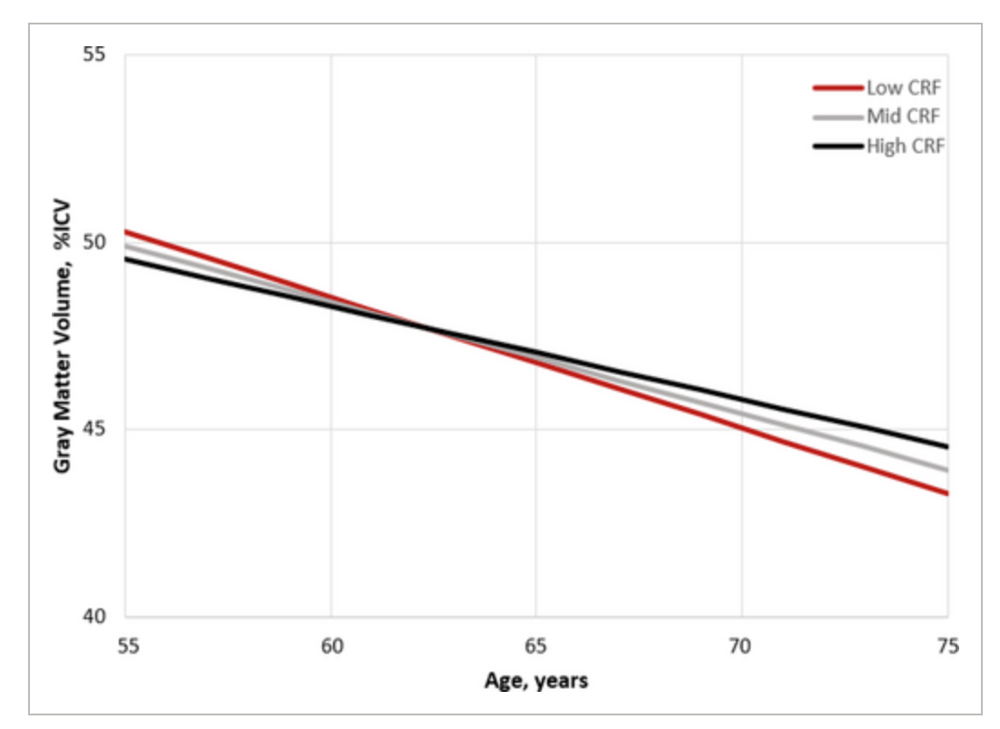 55
50
45
40
Gray Matter Volume, %ICV
Low CRF
Mid CRF
High CRF
55 60 65 70 75
Age, years